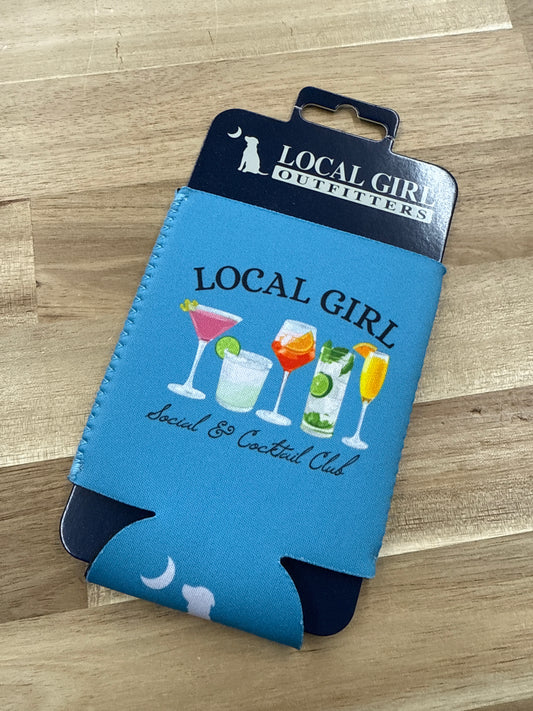 LOCAL GIRL
OUTFITTERS
LOCAL GIRL
Social & Cocktail Club